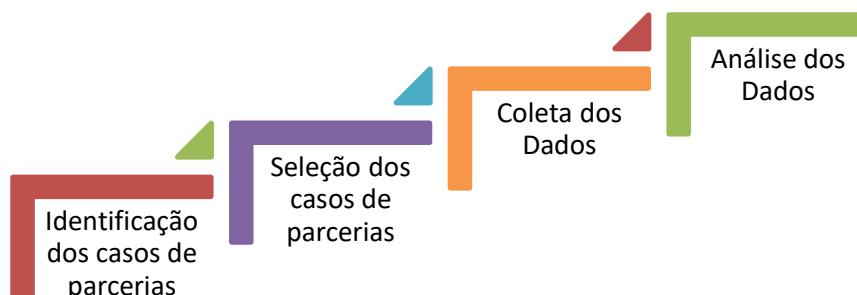 Identificação
dos casos de
parcerias
Seleção dos
casos de
parcerias
Coleta dos
Dados
Análise dos
Dados